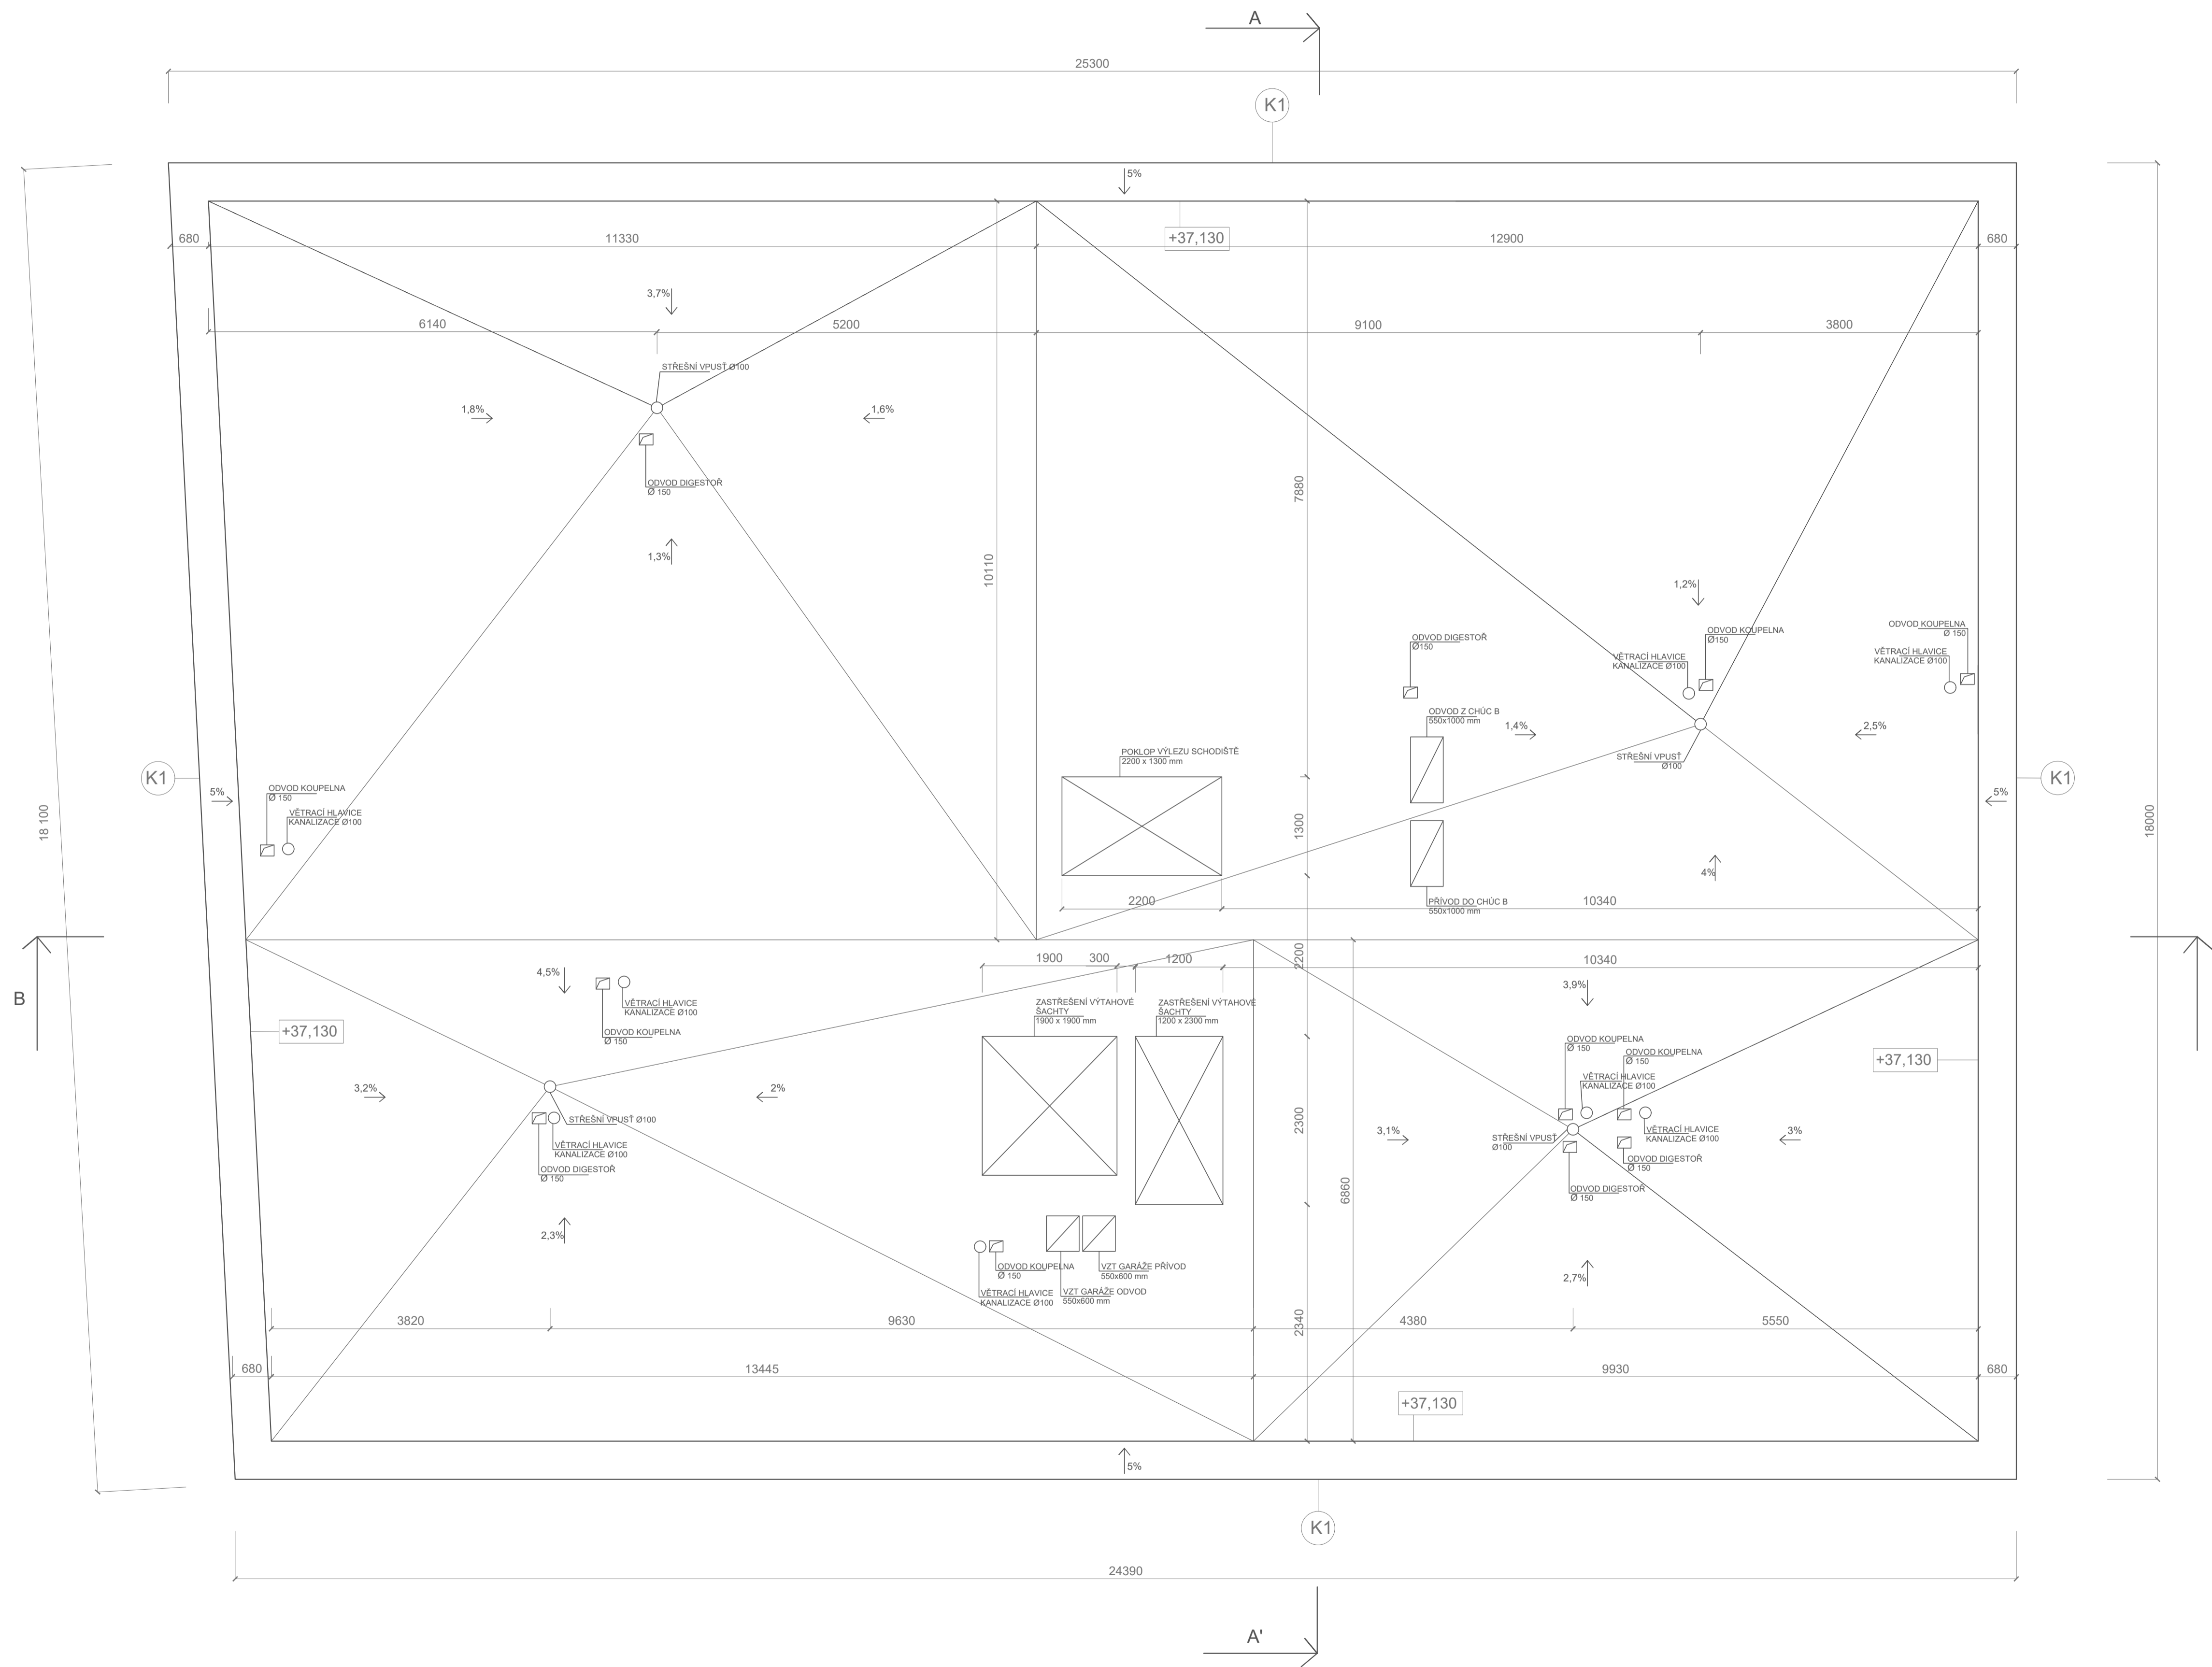 A
25300
K1
5%
+37,130
680
11330
12900
680
3,7%
6140
5200
9100
3800
STŘEŠNÍ VPUSŤ Ø100
1,8%
1,6%
ODVOD DIGESTOŘ
Ø 150
7880
1,3%
10110
1,2%
ODVOD KOUPELNA
Ø 150
ODVOD KOUPELNA
Ø150
ODVOD DIGESTOŘ
Ø150
VĚTRACÍ HLAVICE
KANALIZACE Ø100
VĚTRACÍ HLAVICE
KANALIZACE Ø100
ODVOD Z CHÚC B
550x1000 mm
1,4%
2,5%
POKLOP VÝLEZU SCHODIŠTĚ
2200 x 1300 mm
STŘEŠNÍ VPUSŤ
Ø100
K1
K1
5%
ODVOD KOUPELNA
Ø 150
5%
VĚTRACÍ HLAVICE
KANALIZACE Ø100
18 100
1300
18000
4%
2200
PŘÍVOD DO CHÚC B
550x1000 mm
10340
2200
1900
300
1200
10340
4,5%
3,9%
B
VĚTRACÍ HLAVICE
KANALIZACE Ø100
ZASTŘEŠENÍ VÝTAHOVÉ
ŠACHTY
1900 x 1900 mm
ZASTŘEŠENÍ VÝTAHOVÉ
ŠACHTY
1200 x 2300 mm
+37,130
ODVOD KOUPELNA
Ø 150
ODVOD KOUPELNA
Ø 150
ODVOD KOUPELNA
Ø 150
+37,130
VĚTRACÍ HLAVICE
KANALIZACE Ø100
3,2%
2%
STŘEŠNÍ VPUSŤ Ø100
2300
3,1%
STŘEŠNÍ VPUSŤ
Ø100
VĚTRACÍ HLAVICE
KANALIZACE Ø100
3%
VĚTRACÍ HLAVICE
KANALIZACE Ø100
ODVOD DIGESTOŘ
Ø 150
ODVOD DIGESTOŘ
Ø 150
ODVOD DIGESTOŘ
Ø 150
6860
2,3%
ODVOD KOUPELNA
Ø 150
VZT GARÁŽE PŘÍVOD
550x600 mm
2,7%
VĚTRACÍ HLAVICE
KANALIZACE Ø100
VZT GARÁŽE ODVOD
550x600 mm
3820
9630
2340
4380
5550
680
13445
9930
680
+37,130
5%
K1
24390
A'